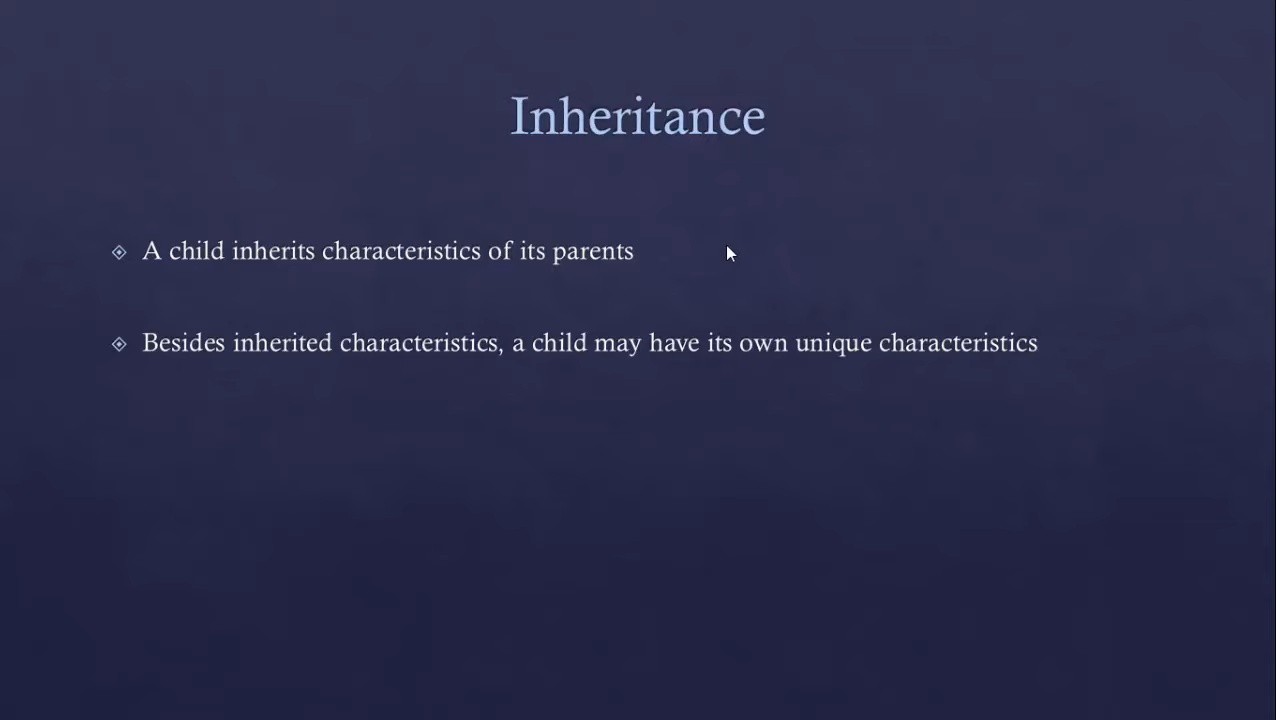 Inheritance
A child inherits characteristics of its parents
Besides inherited characteristics, a child may have its own unique characteristics